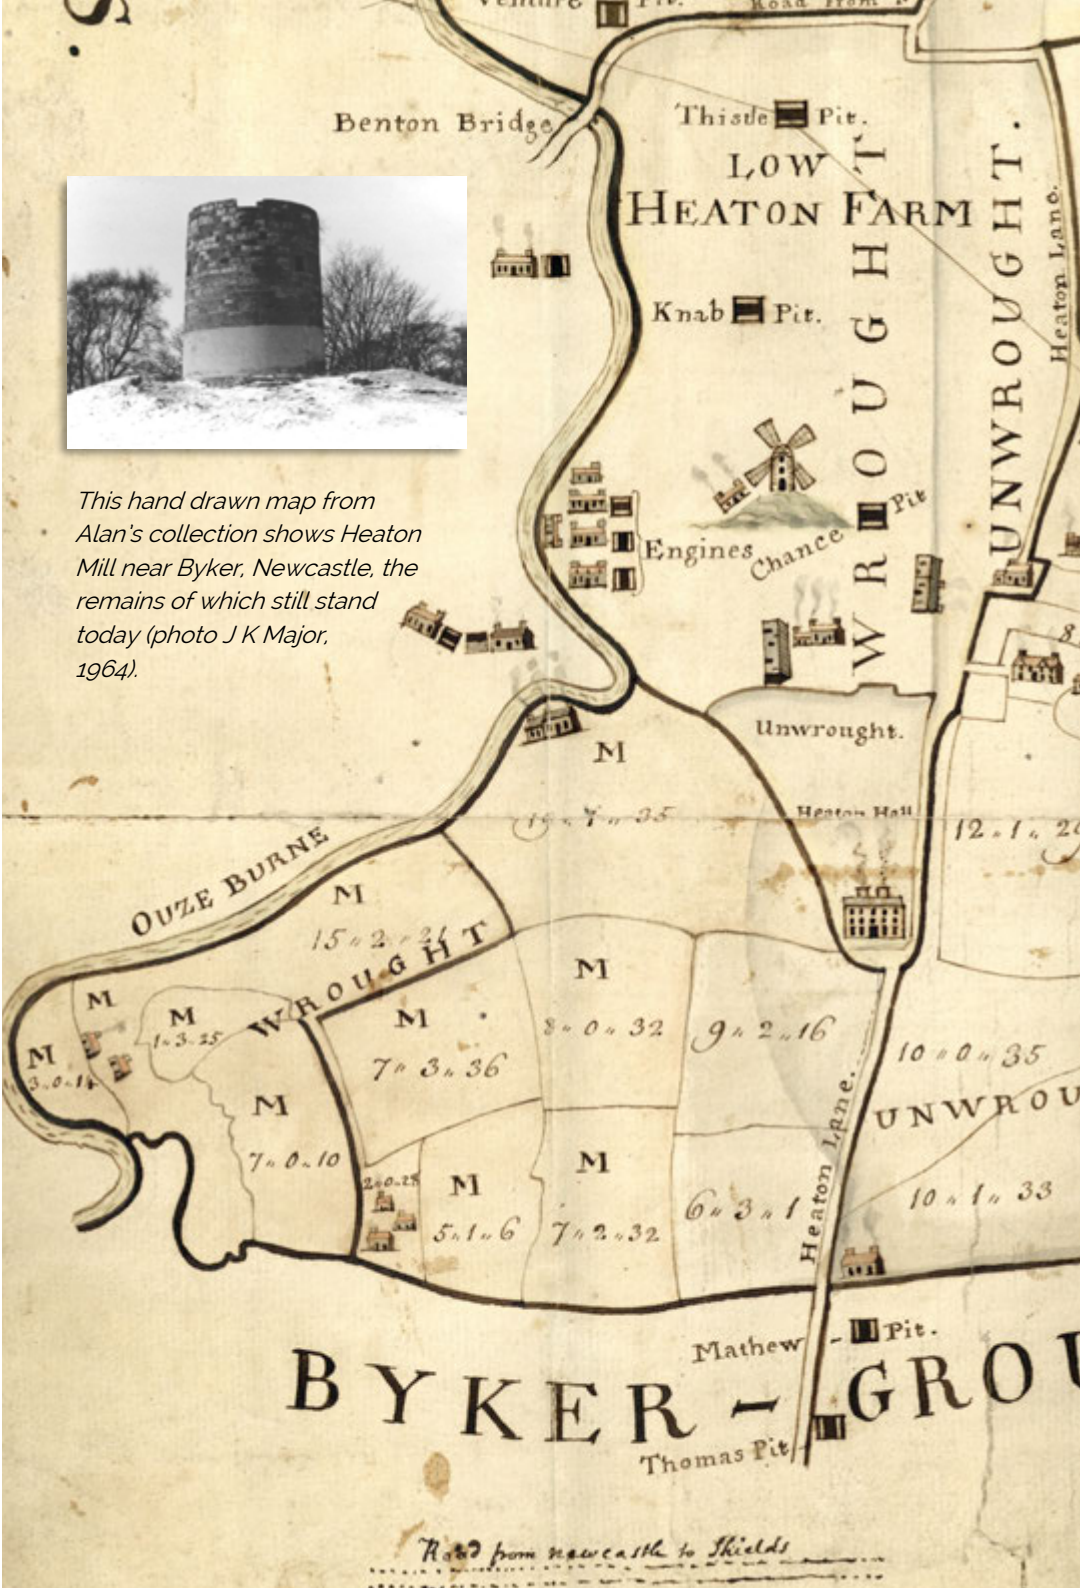 Venture Pit.
Road from
Benton Bridge
Thistle Pit.
LOW
HEATON FARM
WROUGHT
UNWROUGHT.
Heaton Lane.
Knab Pit.
This hand drawn map from
Alan's collection shows Heaton
Mill near Byker, Newcastle, the
remains of which still stand
today (photo J K Major,
1964).
Engines
Chance Pit
8
Unwrought.
M
Heaton Hall
12 " 1 "
OUZE BURNE
M
15 " 2 " 21
WROUGHT
M
M
1 " 3 " 25
M
3 " 0 " 14
M
7 " 3 " 36
M
8 " 0 " 32
9 " 2 " 16
10 " 0 " 35
UNWROU
M
7 " 0 " 10
2 " 0 " 28
M
5 " 1 " 6
M
7 " 2 " 32
6 " 3 " 1
Heaton Lane.
10 " 1 " 33
Mathew - Pit.
BYKER - GROU
Thomas Pit
Road from newcastle to Shields